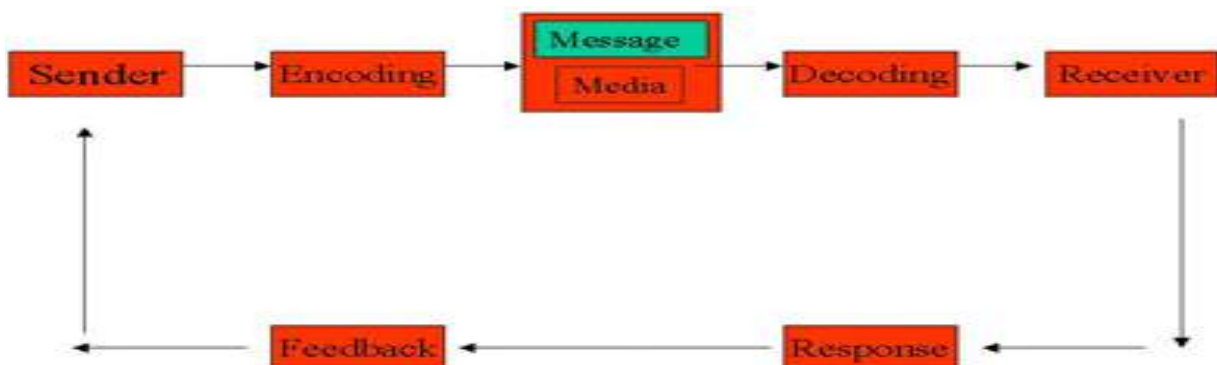 Message
Sender
Encoding
Media
Decoding
Receiver
Feedback
Response